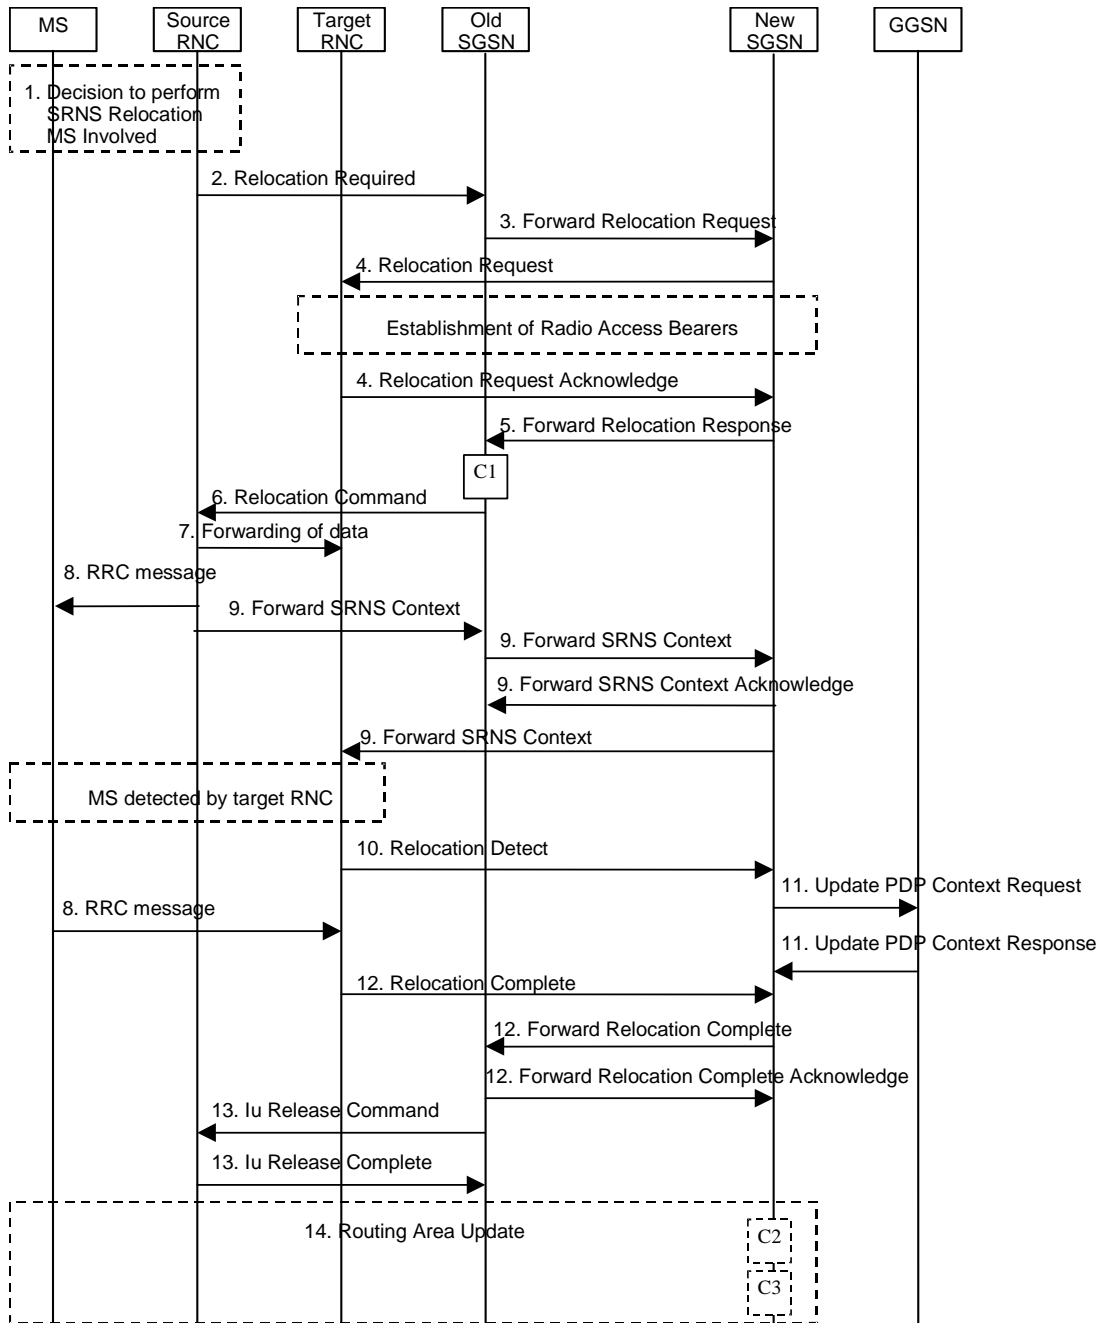 MS
Source
RNC
Target
RNC
Old
SGSN
New
SGSN
GGSN
1. Decision to perform
SRNS Relocation
MS Involved
2. Relocation Required
3. Forward Relocation Request
4. Relocation Request
Establishment of Radio Access Bearers
4. Relocation Request Acknowledge
5. Forward Relocation Response
C1
6. Relocation Command
7. Forwarding of data
8. RRC message
9. Forward SRNS Context
9. Forward SRNS Context
9. Forward SRNS Context Acknowledge
9. Forward SRNS Context
MS detected by target RNC
10. Relocation Detect
11. Update PDP Context Request
8. RRC message
11. Update PDP Context Response
12. Relocation Complete
12. Forward Relocation Complete
12. Forward Relocation Complete Acknowledge
13. Iu Release Command
13. Iu Release Complete
14. Routing Area Update
C2
C3